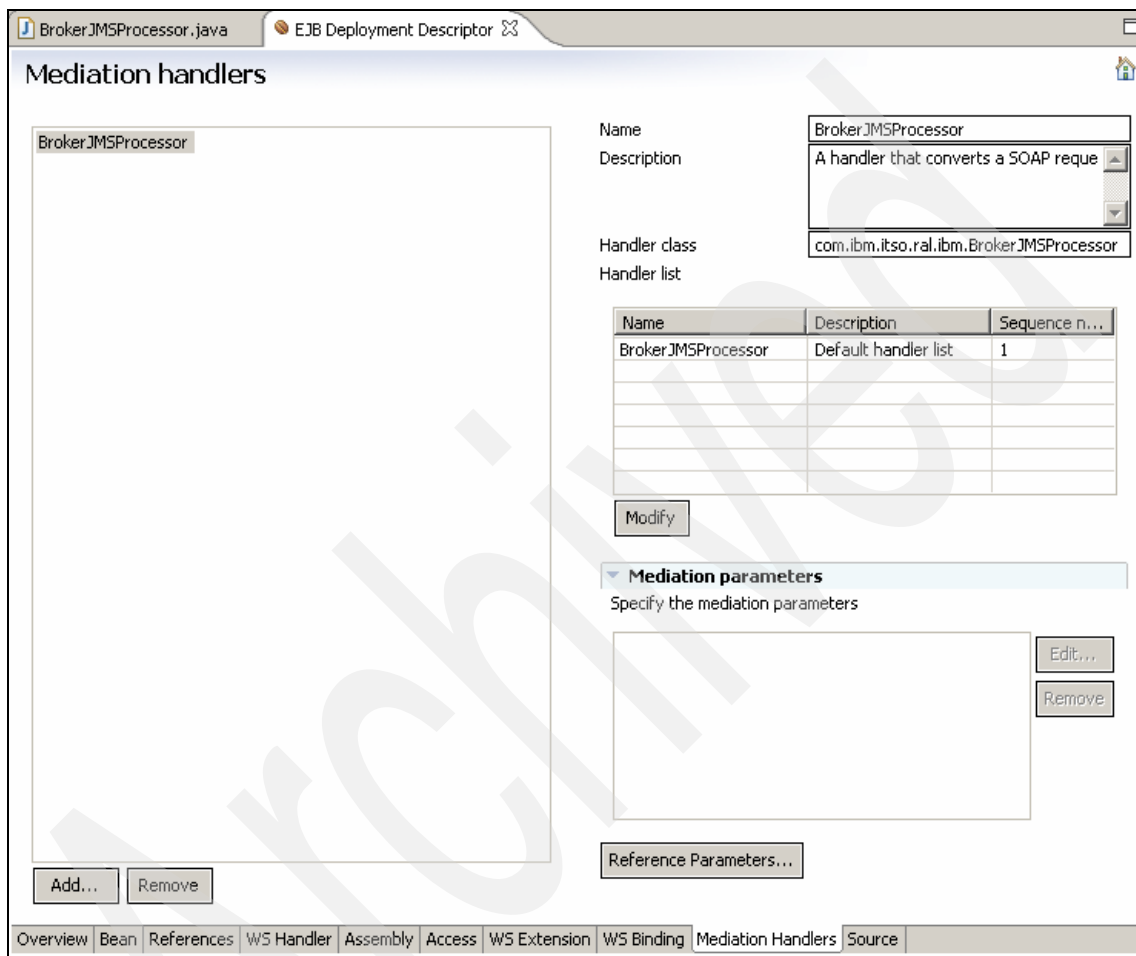 BrokerJMSProcessor.java EJB Deployment Descriptor
Mediation handlers
BrokerJMSProcessor
Name BrokerJMSProcessor
Description A handler that converts a SOAP reque
Handler class com.ibm.itso.ral.ibm.BrokerJMSProcessor
Handler list
Name Description Sequence n...
BrokerJMSProcessor Default handler list 1
Modify
Mediation parameters
Specify the mediation parameters
Edit...
Remove
Reference Parameters...
Add... Remove
Overview Bean References WS Handler Assembly Access WS Extension WS Binding Mediation Handlers Source
Archived